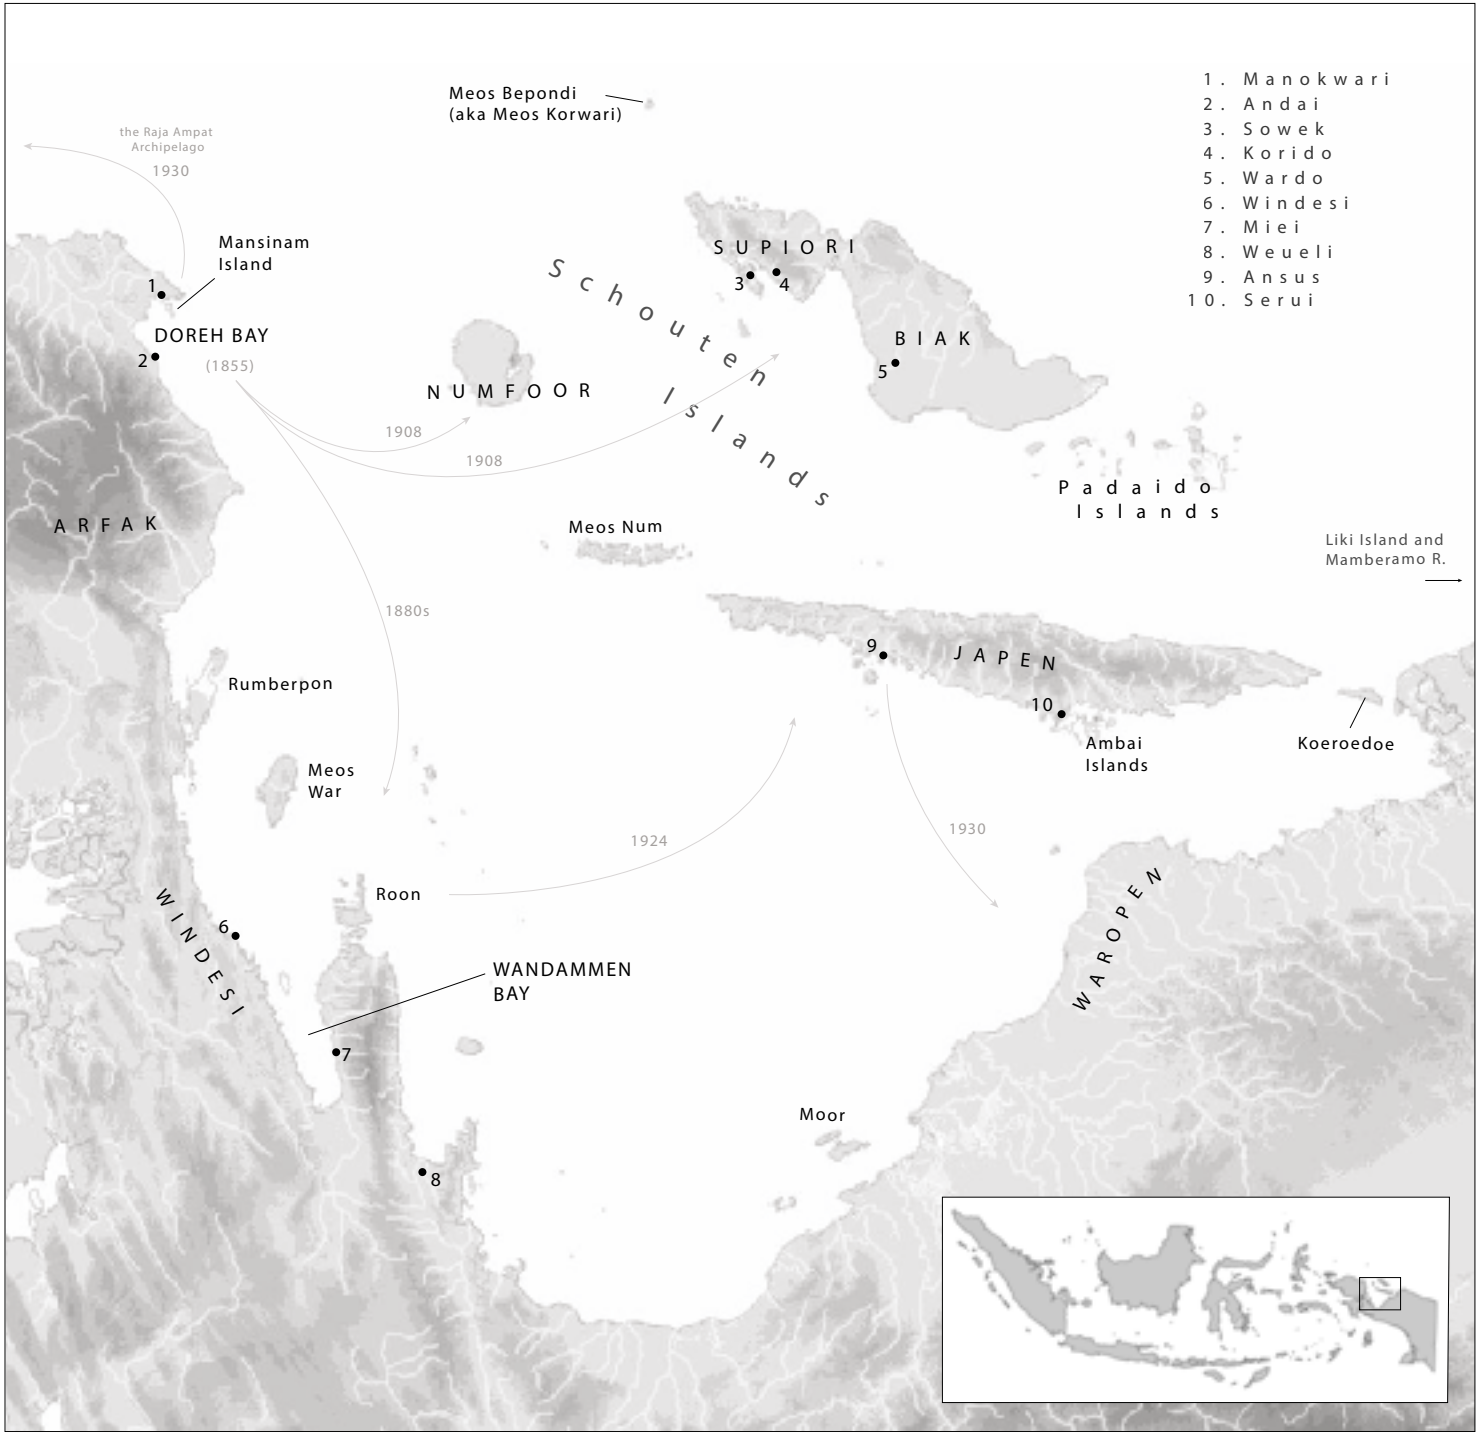 Meos Bepondi
(aka Meos Korwari)
1. Manokwari
2. Andai
3. Sowek
4. Korido
5. Wardo
6. Windesi
7. Miei
8. Weueli
9. Ansus
10. Serui
the Raja Ampat
Archipelago
1930
Mansinam
Island
1
DOREH BAY
(1855)
2
SUPIORI
3
4
Schouten
Islands
BIAK
5
NUMFOOR
1908
1908
Padaido
Islands
ARFAK
Meos Num
Liki Island and
Mamberamo R.
1880s
9
JAPEN
Rumberpon
10
Ambai
Islands
Koeroedoe
Meos
War
1924
1930
Roon
WINDESI
6
WAROPEN
WANDAMMEN
BAY
7
Moor
8